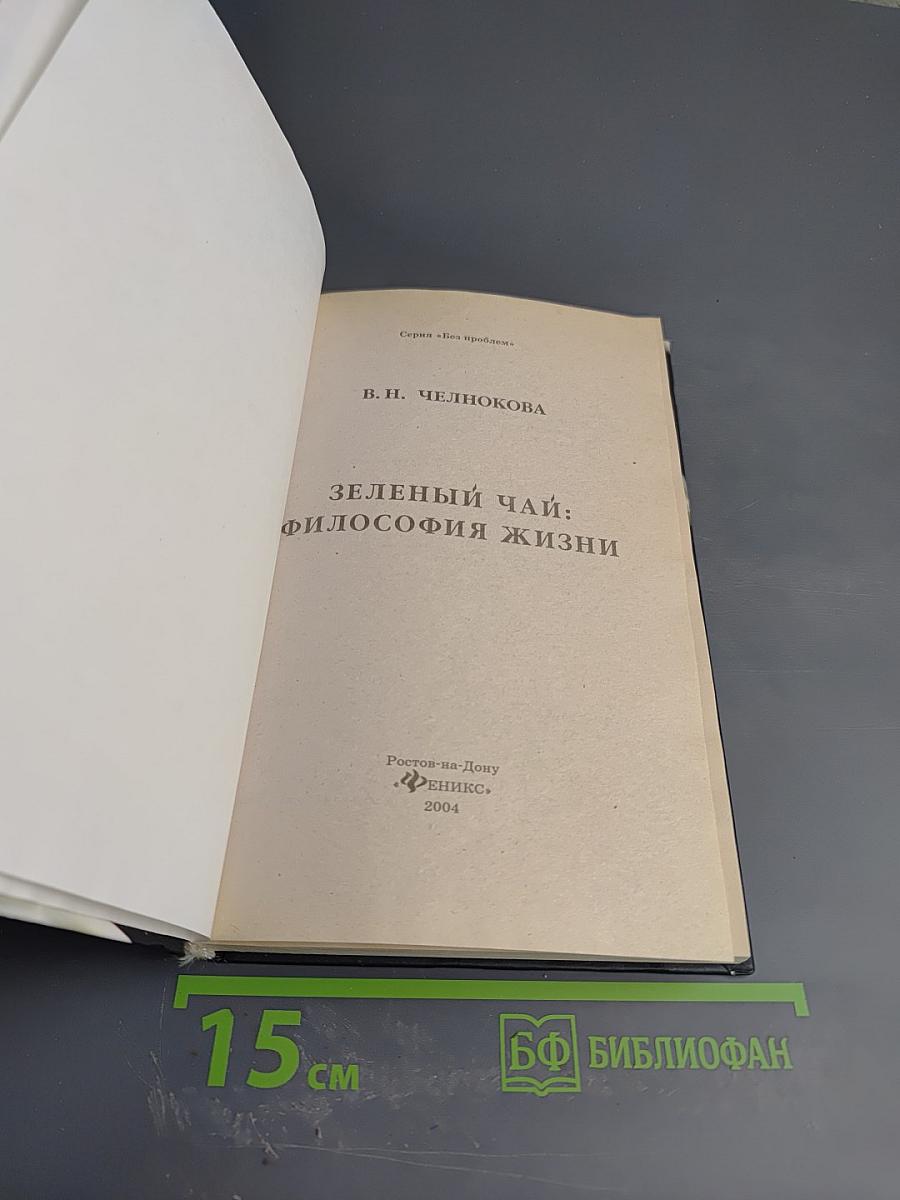 Серия «Без проблем»
В. Н. ЧЕЛНОКОВА
ЗЕЛЕНЫЙ ЧАЙ:
ФИЛОСОФИЯ ЖИЗНИ
Ростов-на-Дону
«ФЕНИКС»
2004
15 см
БФ БИБЛИОФАН